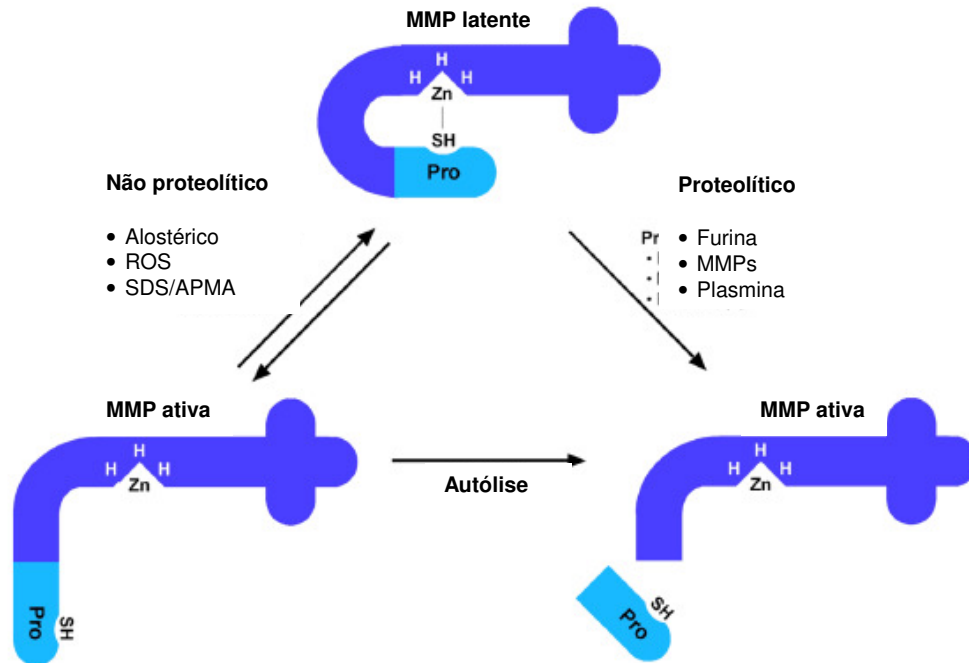 MMP latente
H
H H
Zn
SH
Pro
Não proteolítico
• Alostérico
• ROS
• SDS/APMA
Proteolítico
Pr
• Furina
• MMPs
• Plasmina
MMP ativa
H
H H
Zn
Pro
SH
Autólise
MMP ativa
H
H H
Zn
SH
Pro